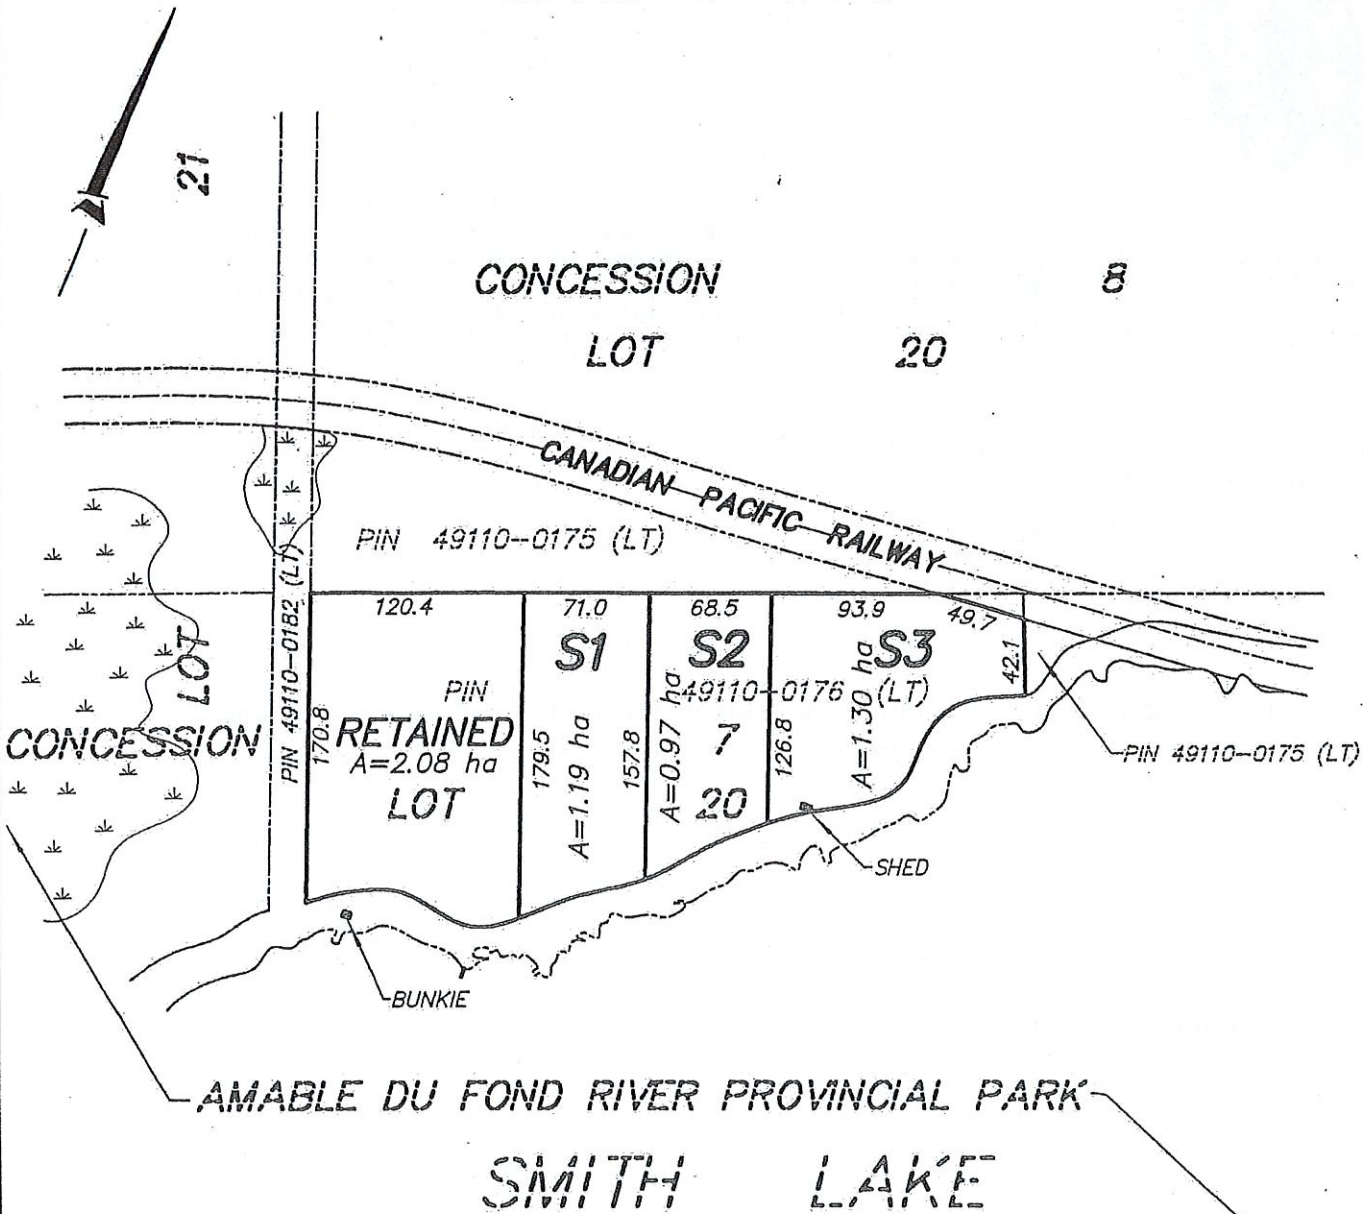 21
CONCESSION 8
LOT 20
CANADIAN PACIFIC RAILWAY
PIN 49110-0175 (LT)
PIN 49110-0182 (LT)
120.4 71.0 68.5 93.9 49.7
S1 S2 S3
42.1
PIN 49110-0176 (LT)
LOT
CONCESSION
170.8
RETAINED
A=2.08 ha
LOT
179.5
A=1.19 ha
157.8
A=0.97 ha
7
20
126.8
A=1.30 ha
PIN 49110-0175 (LT)
SHED
BUNKIE
AMABLE DU FOND RIVER PROVINCIAL PARK
SMITH LAKE